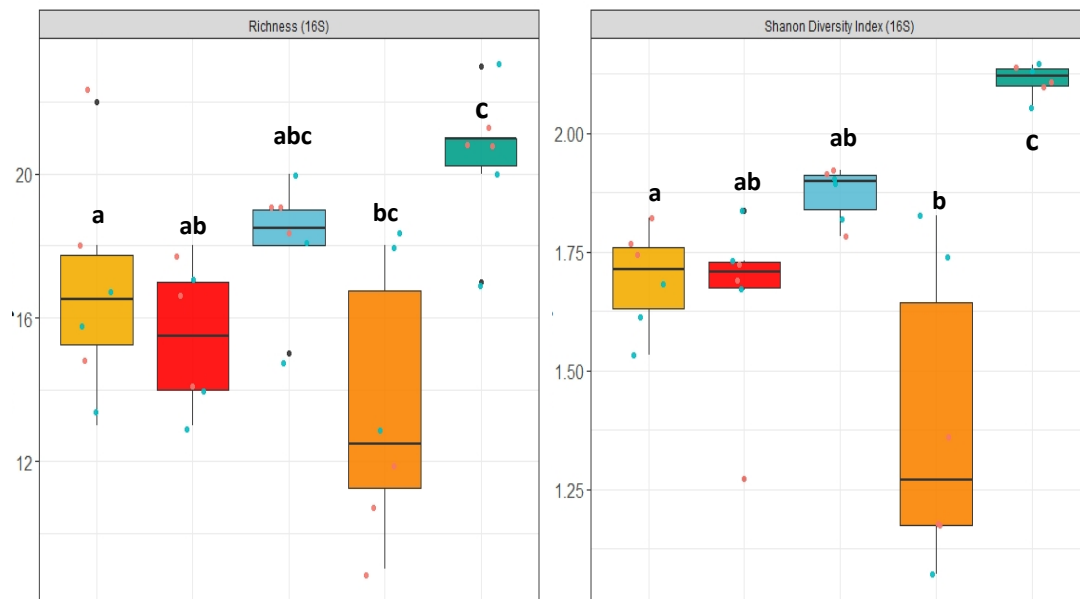 Richness (16S)
20
16
12
a
ab
abc
bc
c
Shanon Diversity Index (16S)
2.00
1.75
1.50
1.25
a
ab
ab
b
c